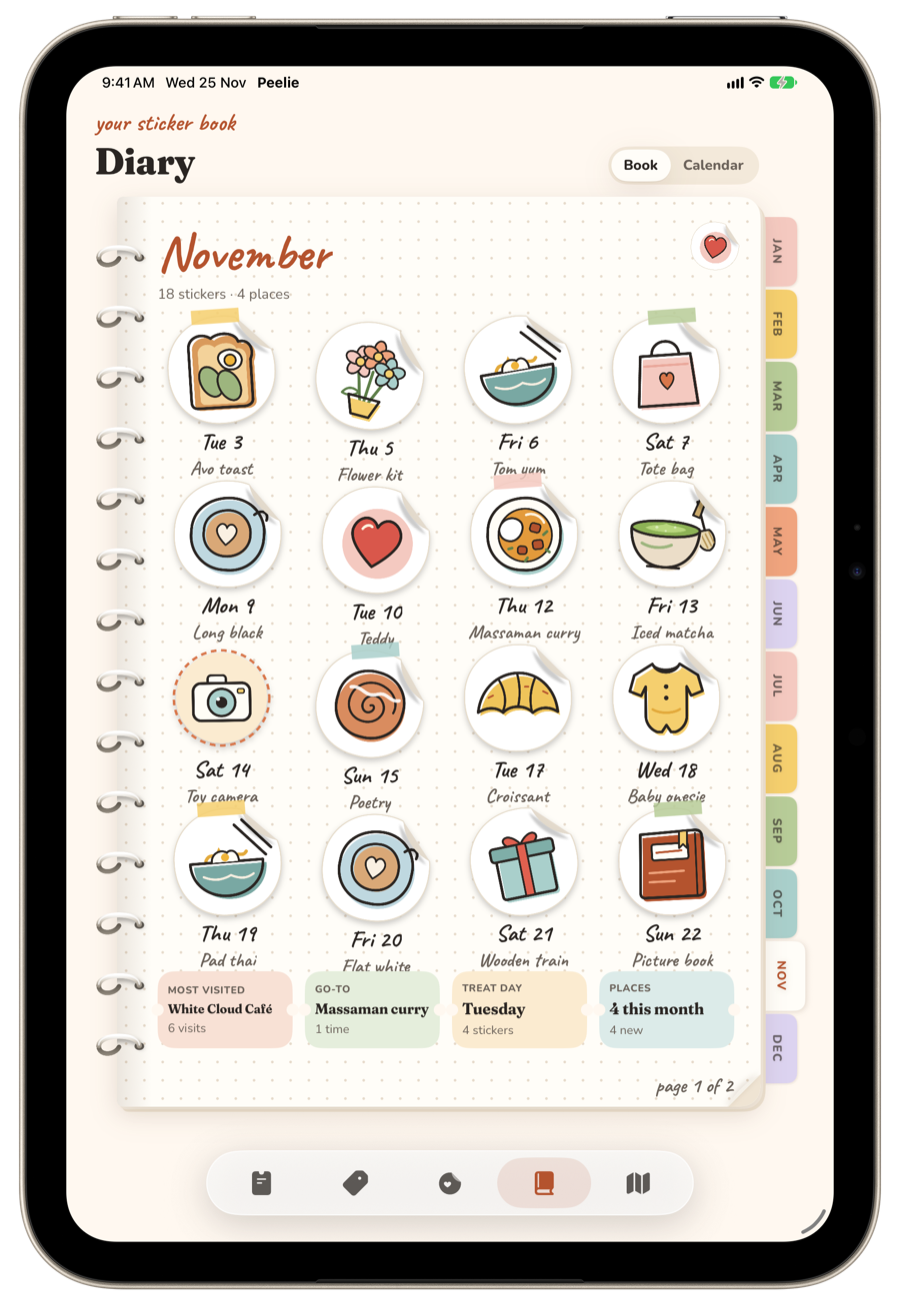 9:41 AM Wed 25 Nov Peelie
your sticker book
Diary
Book Calendar
November
18 stickers · 4 places
Tue 3
Avo toast
Thu 5
Flower kit
Fri 6
Tom yum
Sat 7
Tote bag
Mon 9
Long black
Tue 10
Teddy
Thu 12
Massaman curry
Fri 13
Iced matcha
Sat 14
Toy camera
Sun 15
Poetry
Tue 17
Croissant
Wed 18
Baby onesie
Thu 19
Pad thai
Fri 20
Flat white
Sat 21
Wooden train
Sun 22
Picture book
MOST VISITED
White Cloud Café
6 visits
GO-TO
Massaman curry
1 time
TREAT DAY
Tuesday
4 stickers
PLACES
4 this month
4 new
page 1 of 2
JAN
FEB
MAR
APR
MAY
JUN
JUL
AUG
SEP
OCT
NOV
DEC